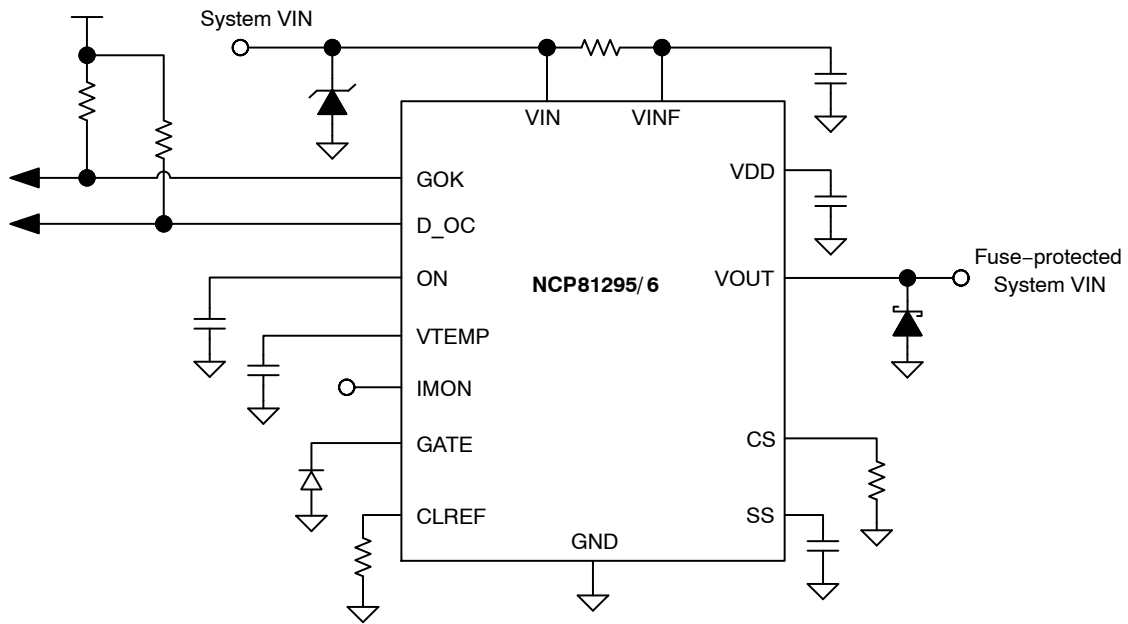 System VIN
VIN
VINF
GOK
VDD
D_OC
ON
NCP81295/6
VOUT
Fuse−protected
System VIN
VTEMP
IMON
GATE
CS
CLREF
SS
GND